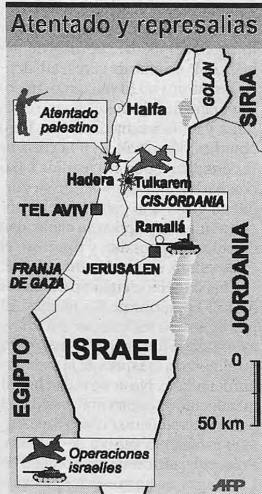 Atentado y represalias
GOLAN
SIRIA
Haifa
Atentado
palestino
Hadera
Tulkarem
CISJORDANIA
TEL AVIV
Ramalá
JERUSALEN
FRANJA
DE GAZA
JORDANIA
ISRAEL
EGIPTO
0
50 km
Operaciones
israelíes
AFP